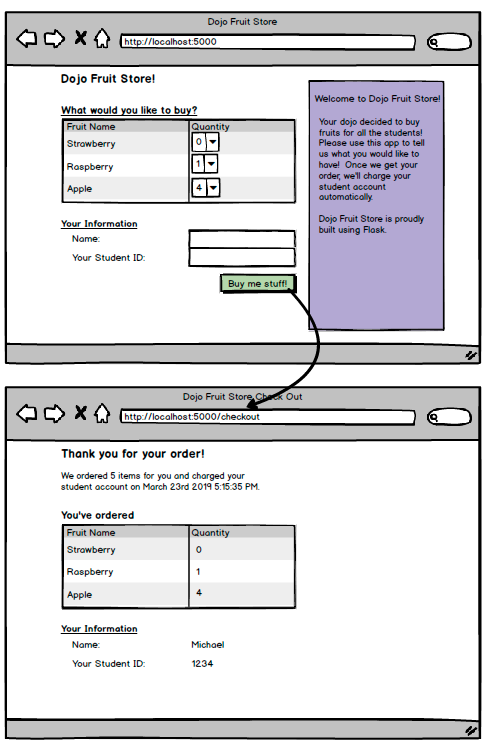 Dojo Fruit Store
http://localhost:5000
Dojo Fruit Store!
What would you like to buy?
Fruit Name Quantity
Strawberry 0
Raspberry 1
Apple 4
Your Information
Name:
Your Student ID:
Buy me stuff!
Welcome to Dojo Fruit Store!
Your dojo decided to buy
fruits for all the students!
Please use this app to tell
us what you would like to
have! Once we get your
order, we'll charge your
student account
automatically.
Dojo Fruit Store is proudly
built using Flask.
Dojo Fruit Store Check Out
http://localhost:5000/checkout
Thank you for your order!
We ordered 5 items for you and charged your
student account on March 23rd 2019 5:15:35 PM.
You've ordered
Fruit Name Quantity
Strawberry 0
Raspberry 1
Apple 4
Your Information
Name: Michael
Your Student ID: 1234